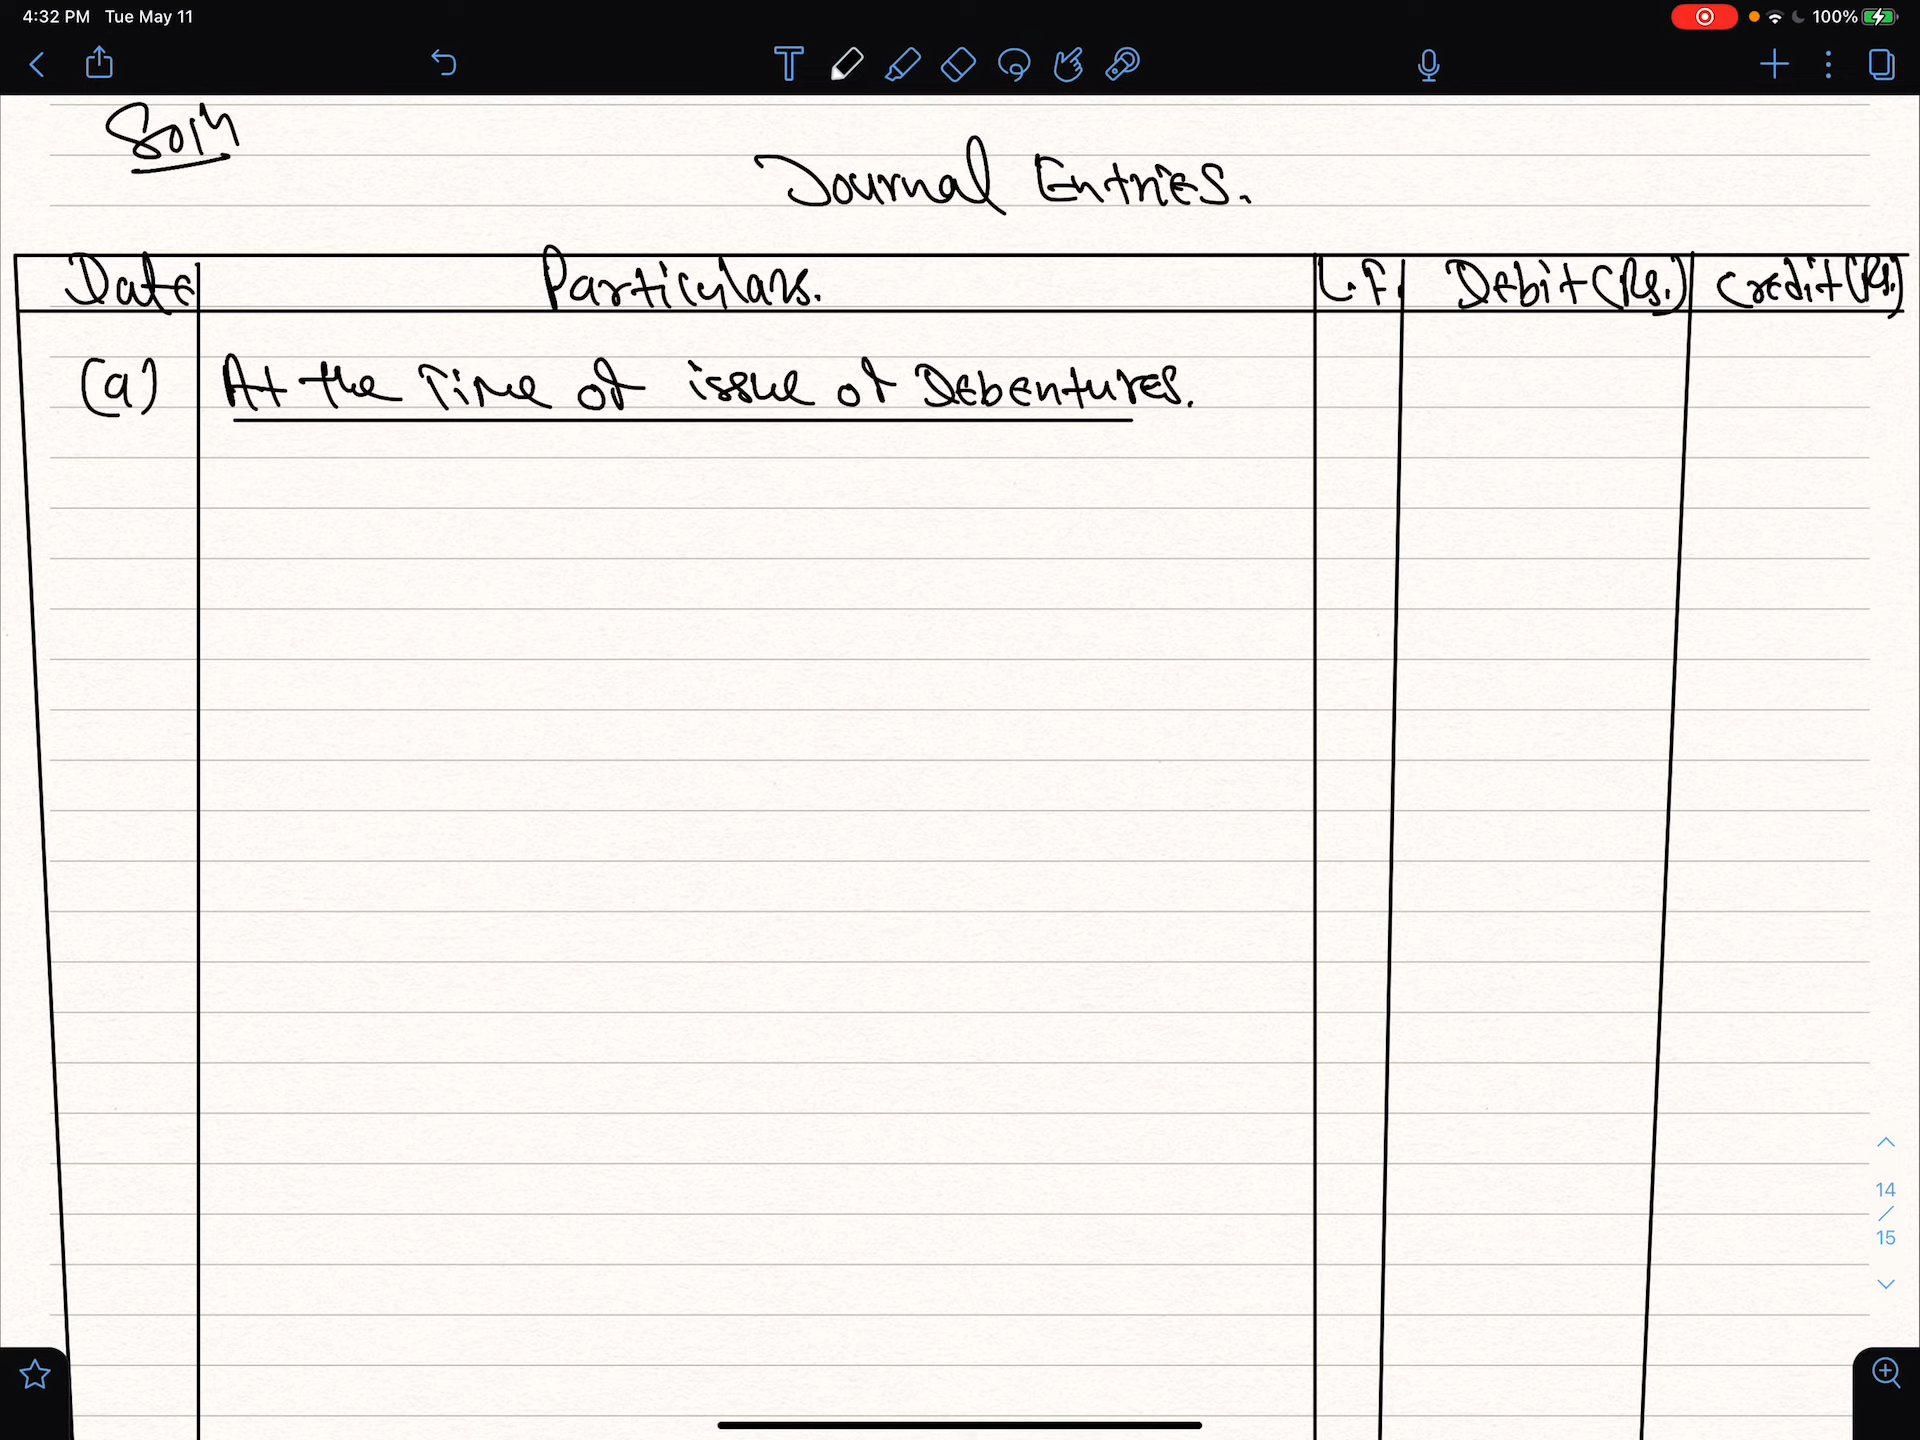 4:32 PM Tue May 11
100%
Soln
Journal Entries.
Date Particulars. L.F. Debit (Rs.) Credit (Rs.)
(a) At the Time of issue of Debentures.
14
/
15